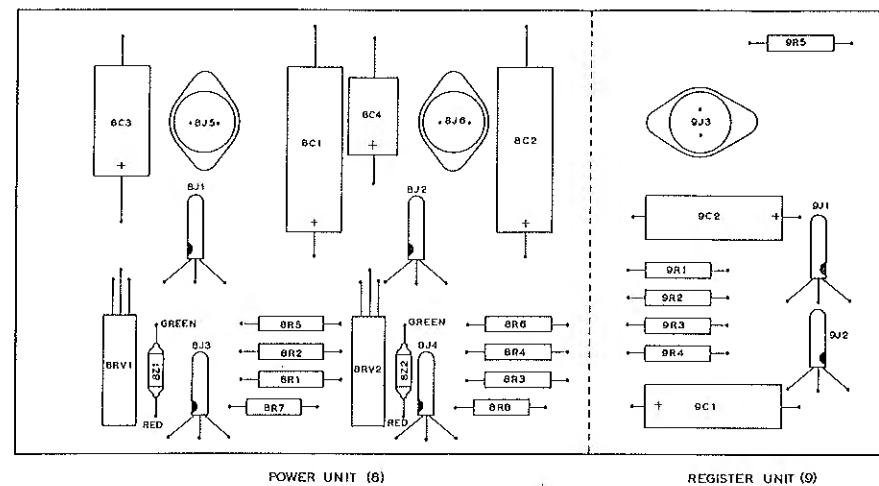 9R5
8C3
8J5
8C1
8C4
8J6
8C2
9J3
+
+
+
+
8J1
8J2
9C2
+
9J1
9R1
9R2
9R3
9R4
9J2
GREEN
8R5
GREEN
8R6
8RV1
8Z1
8J3
8R2
8RV2
8Z2
8J4
8R4
8R1
8R3
RED
8R7
RED
8R8
+
9C1
POWER UNIT (8)
REGISTER UNIT (9)